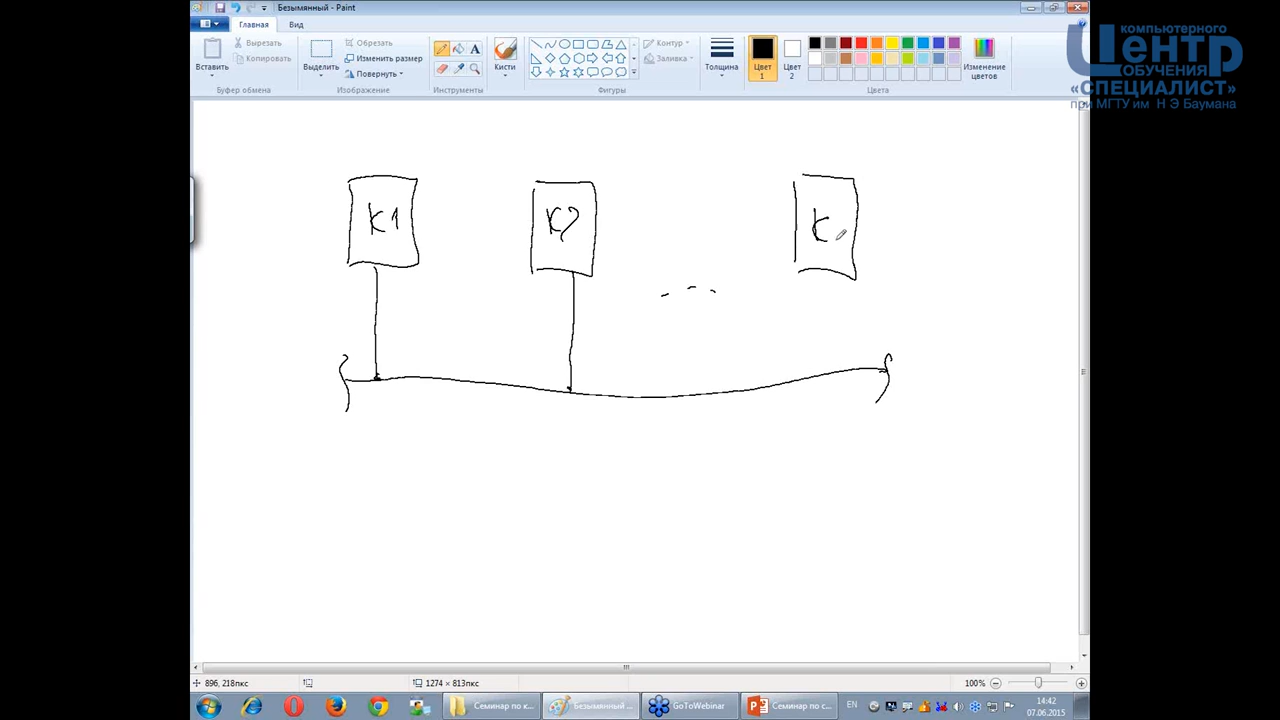 Безымянный - Paint
Главная
Вид
Вставить
Вырезать
Копировать
Буфер обмена
Выделить
Обрезать
Изменить размер
Повернуть
Изображение
A
Инструменты
Кисти
Контур
Заливка
Фигуры
Толщина
Цвет 1
Цвет 2
Изменение цветов
Цвета
компьютерного
Центр
ОБУЧЕНИЯ
«СПЕЦИАЛИСТ»
при МГТУ им Н Э Баумана
K1
K2
K
896, 218пкс
1274 × 813пкс
100%
Семинар по к...
Безымянный ...
GoToWebinar
Семинар по с...
EN
14:42
07.06.2015